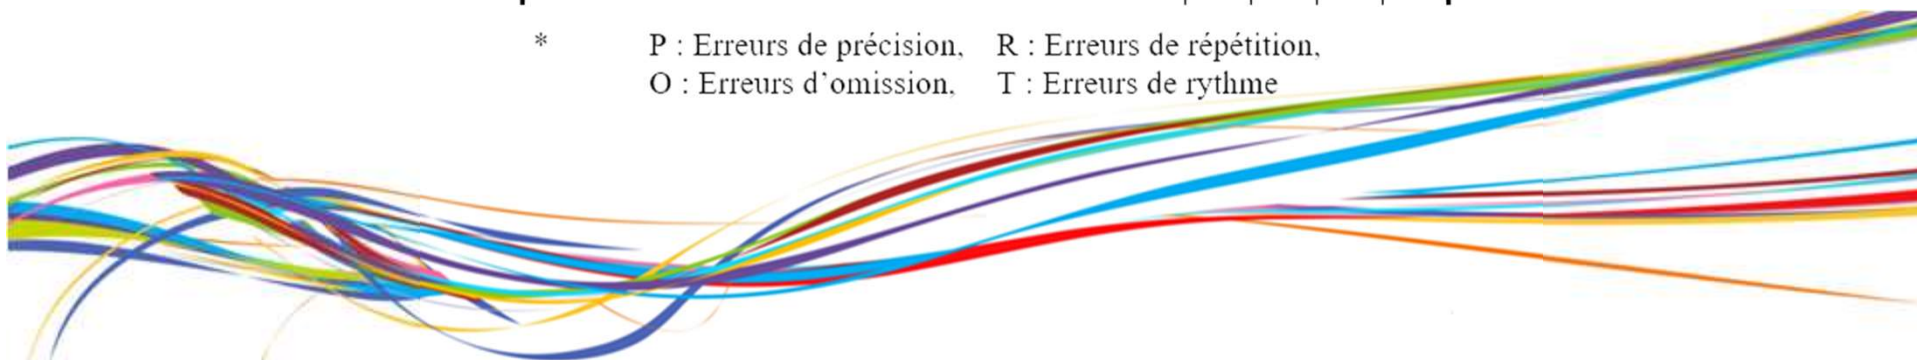 * P : Erreurs de précision, R : Erreurs de répétition,
O : Erreurs d’omission, T : Erreurs de rythme